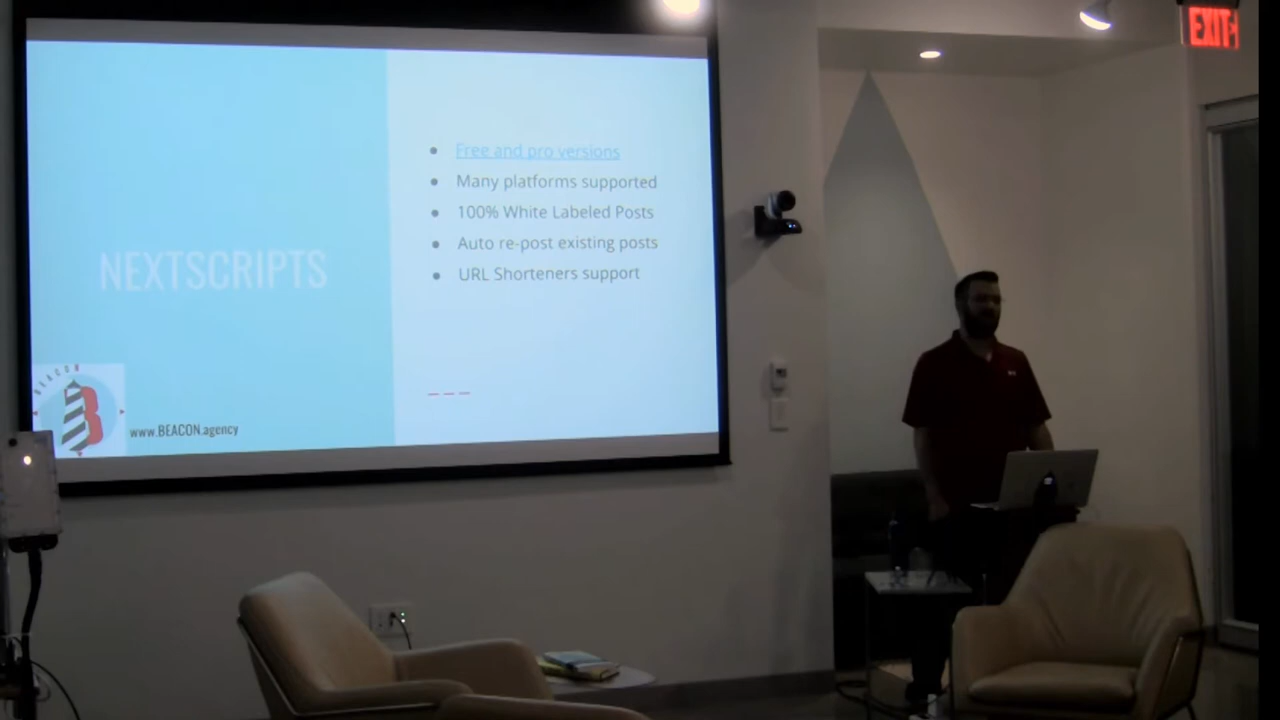 NEXTSCRIPTS
Free and pro versions
Many platforms supported
100% White Labeled Posts
Auto re-post existing posts
URL Shorteners support
BEACON
B
www.BEACON.agency
EXIT